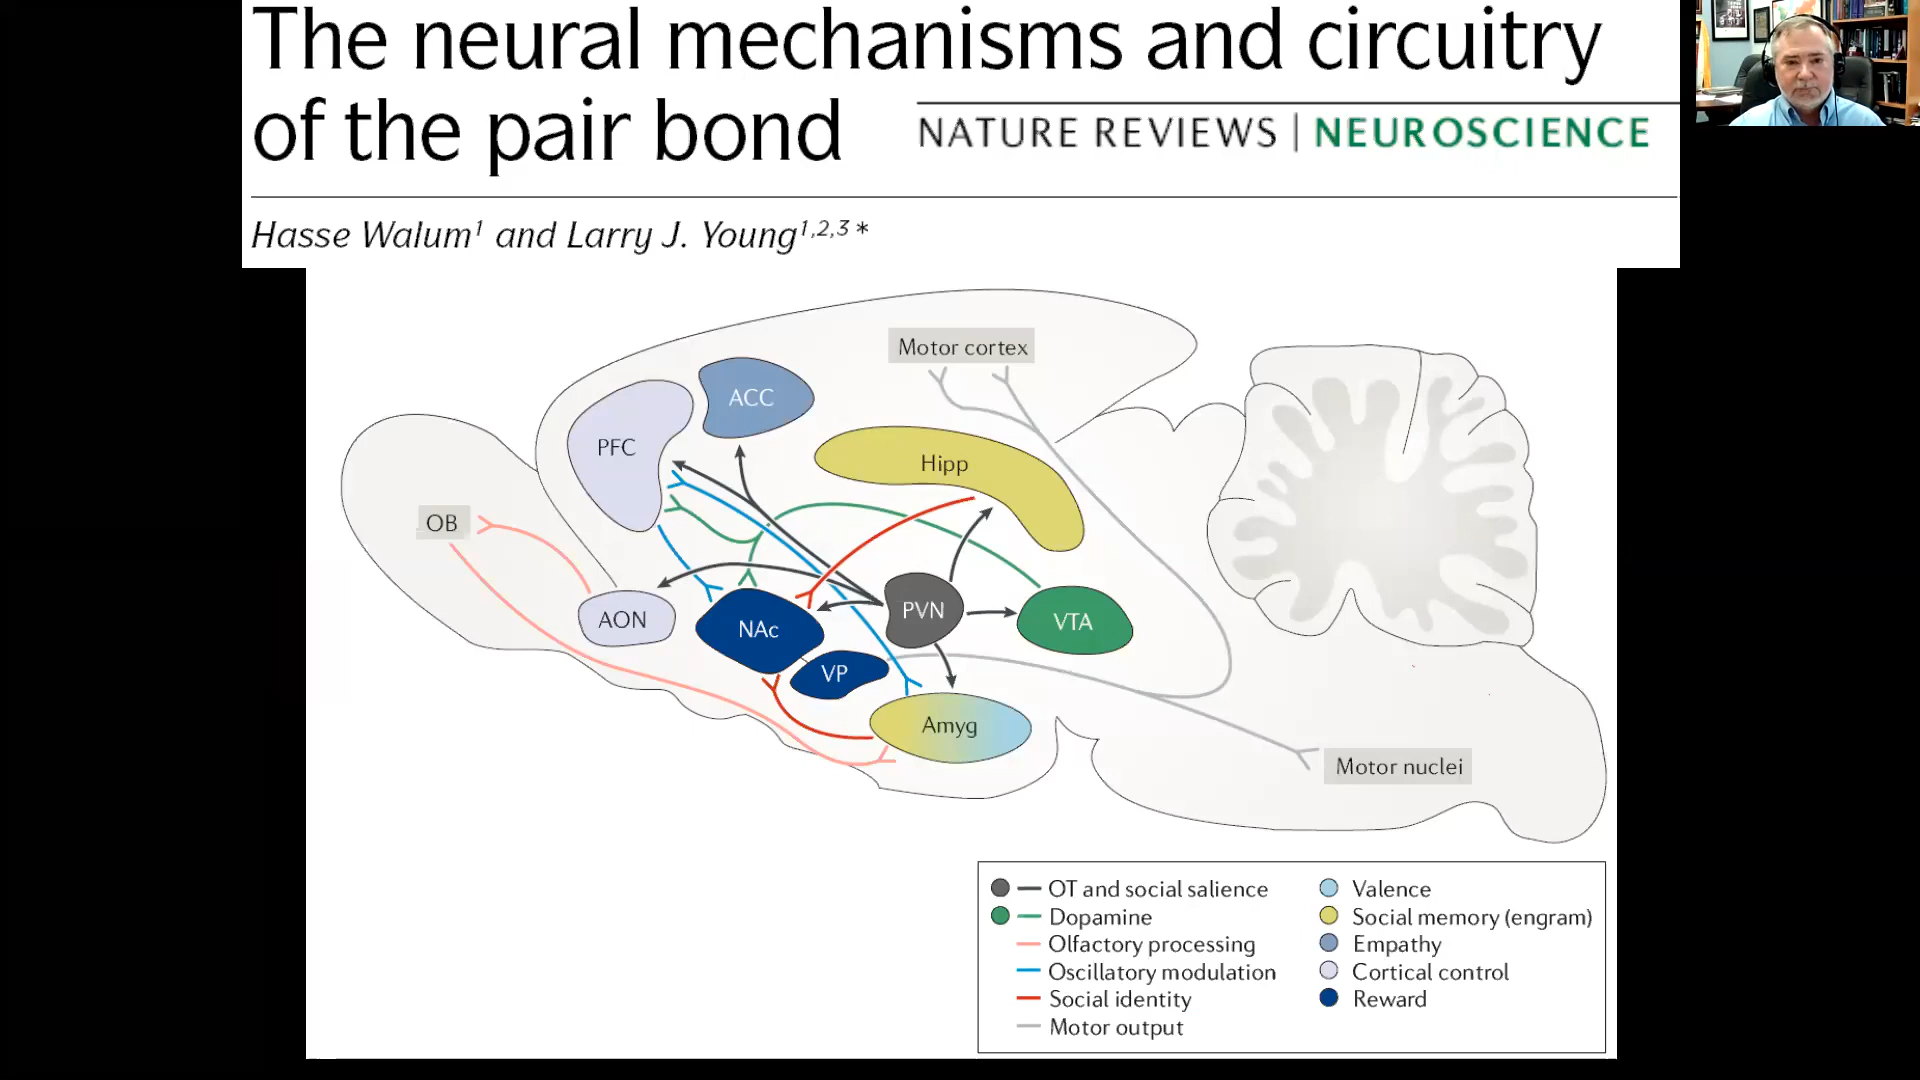 The neural mechanisms and circuitry
of the pair bond
NATURE REVIEWS | NEUROSCIENCE
Hasse Walum1 and Larry J. Young1,2,3 *
Motor cortex
ACC
PFC
Hipp
OB
AON
NAc
PVN
VTA
VP
Amyg
Motor nuclei
OT and social salience
Dopamine
Olfactory processing
Oscillatory modulation
Social identity
Motor output
Valence
Social memory (engram)
Empathy
Cortical control
Reward